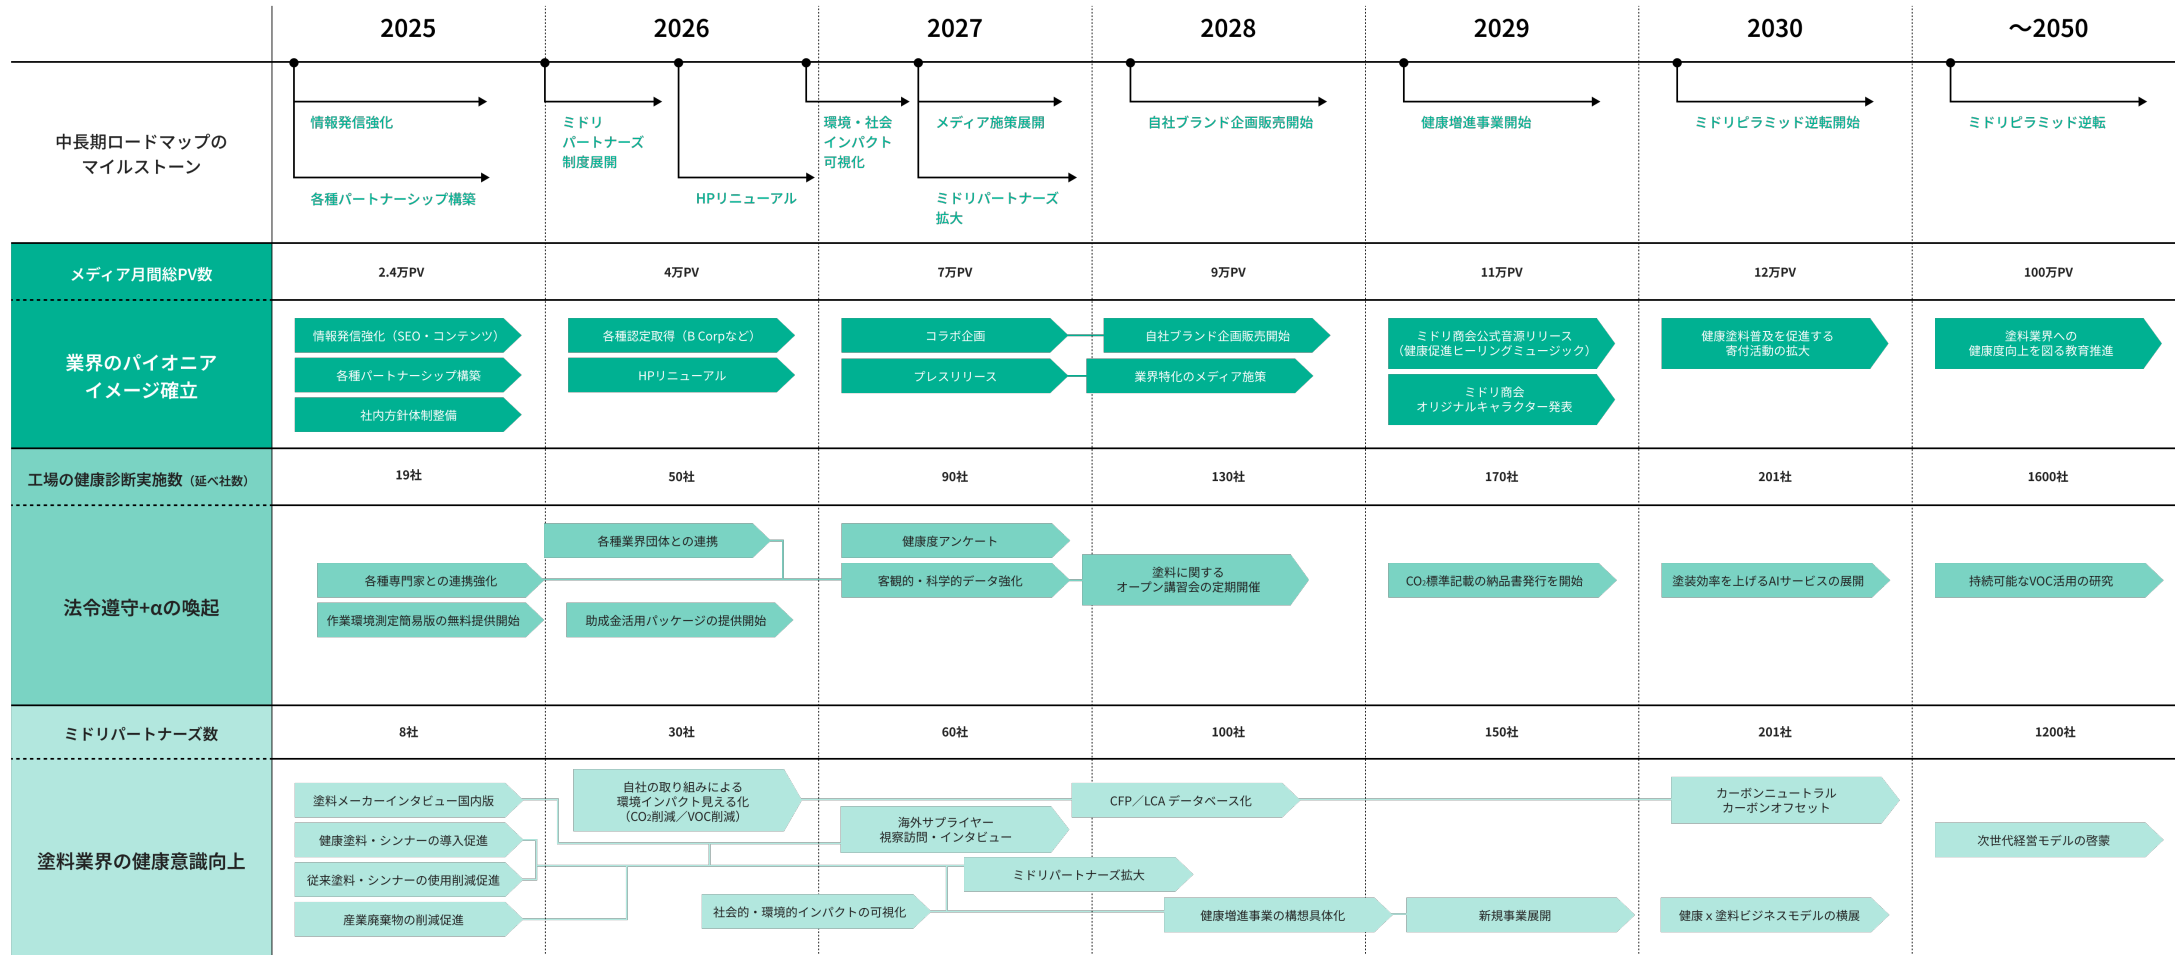 2025
2026
2027
2028
2029
2030
〜2050
中長期ロードマップの
マイルストーン
情報発信強化
各種パートナーシップ構築
ミドリ
パートナーズ
制度展開
HPリニューアル
環境・社会
インパクト
可視化
メディア施策展開
ミドリパートナーズ
拡大
自社ブランド企画販売開始
健康増進事業開始
ミドリピラミッド逆転開始
ミドリピラミッド逆転
メディア月間総PV数
2.4万PV
4万PV
7万PV
9万PV
11万PV
12万PV
100万PV
業界のパイオニア
イメージ確立
情報発信強化（SEO・コンテンツ）
各種パートナーシップ構築
社内方針体制整備
各種認定取得（B Corpなど）
HPリニューアル
コラボ企画
プレスリリース
自社ブランド企画販売開始
業界特化のメディア施策
ミドリ商会公式音源リリース
（健康促進ヒーリングミュージック）
ミドリ商会
オリジナルキャラクター発表
健康塗料普及を促進する
寄付活動の拡大
塗料業界への
健康度向上を図る教育推進
工場の健康診断実施数（延べ社数）
19社
50社
90社
130社
170社
201社
1600社
法令遵守+αの喚起
各種専門家との連携強化
作業環境測定簡易版の無料提供開始
各種業界団体との連携
助成金活用パッケージの提供開始
健康度アンケート
客観的・科学的データ強化
塗料に関する
オープン講習会の定期開催
CO₂標準記載の納品書発行を開始
塗装効率を上げるAIサービスの展開
持続可能なVOC活用の研究
ミドリパートナーズ数
8社
30社
60社
100社
150社
201社
1200社
塗料業界の健康意識向上
塗料メーカーインタビュー国内版
健康塗料・シンナーの導入促進
従来塗料・シンナーの使用削減促進
産業廃棄物の削減促進
自社の取り組みによる
環境インパクト見える化
（CO₂削減／VOC削減）
社会的・環境的インパクトの可視化
海外サプライヤー
視察訪問・インタビュー
ミドリパートナーズ拡大
CFP／LCA データベース化
健康増進事業の構想具体化
新規事業展開
カーボンニュートラル
カーボンオフセット
健康 x 塗料ビジネスモデルの横展
次世代経営モデルの啓蒙